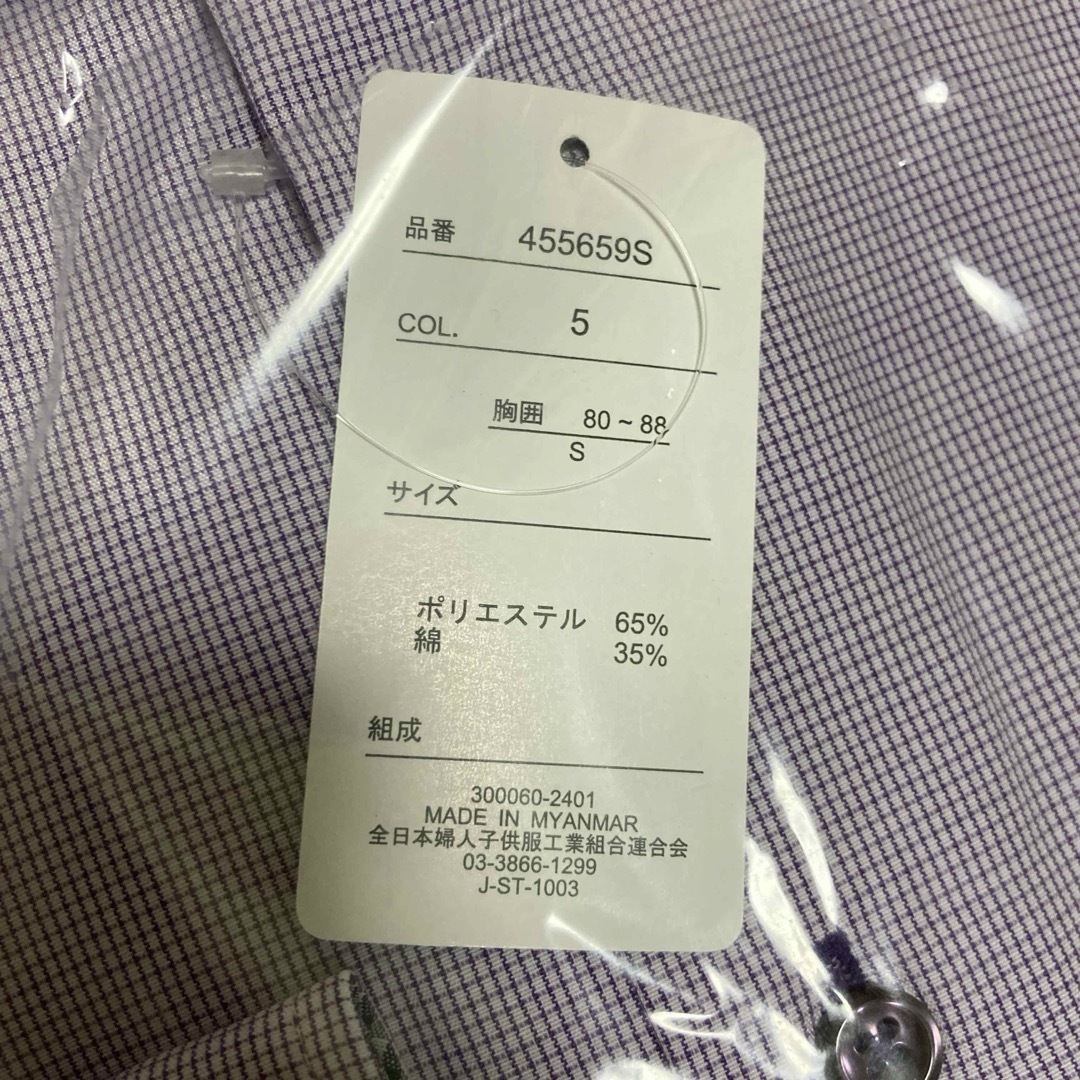 品番 455659S
COL. 5
胸囲 80 ~ 88
S
サイズ
ポリエステル 65%
綿 35%
組成
300060-2401
MADE IN MYANMAR
全日本婦人子供服工業組合連合会
03-3866-1299
J-ST-1003